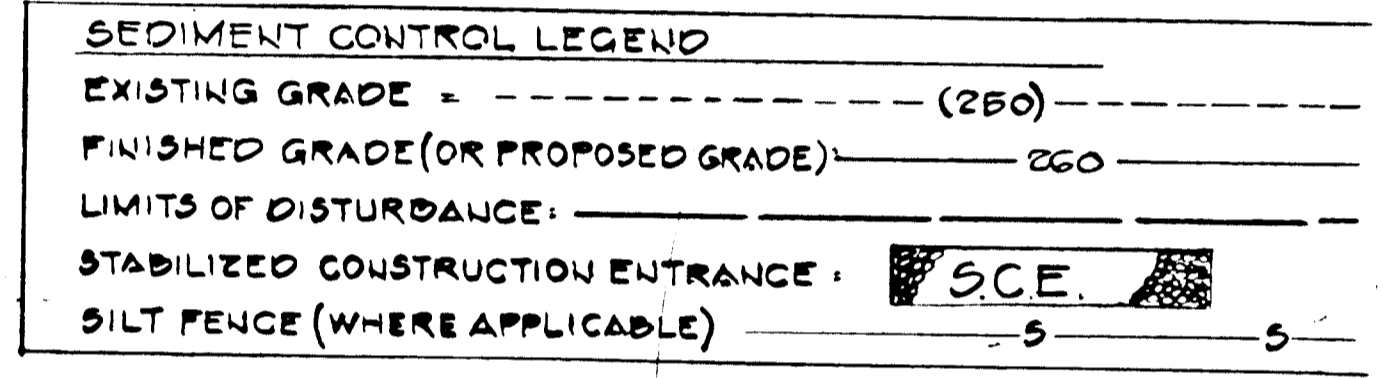 SEDIMENT CONTROL LEGEND
EXISTING GRADE = (250)
FINISHED GRADE (OR PROPOSED GRADE): 260
LIMITS OF DISTURBANCE:
STABILIZED CONSTRUCTION ENTRANCE: S.C.E.
SILT FENCE (WHERE APPLICABLE) S S